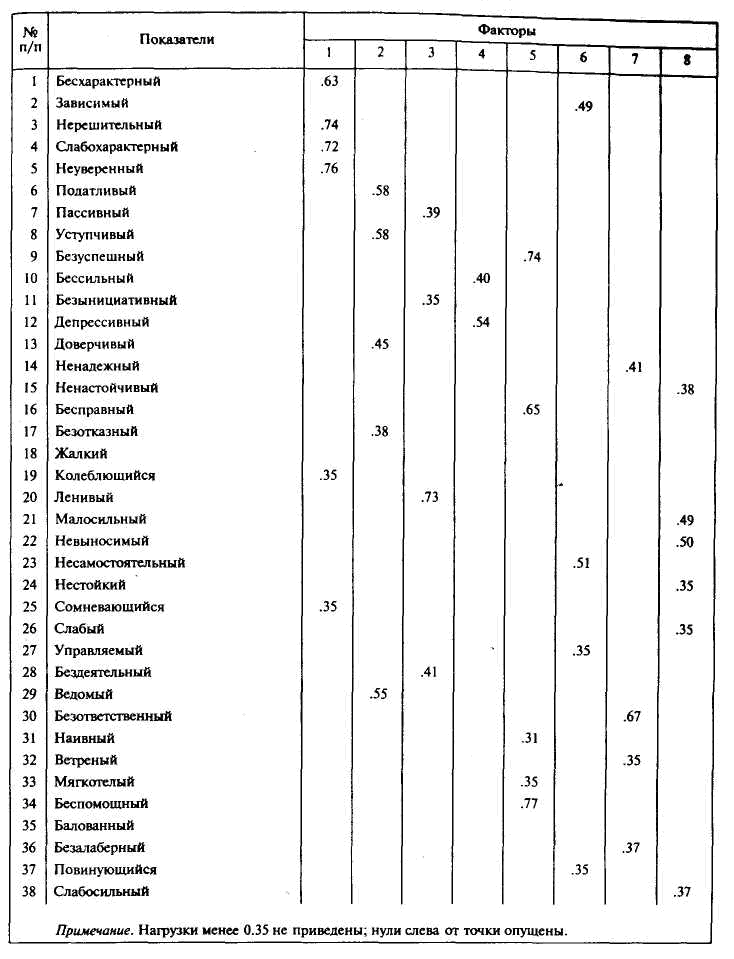 № п/п Показатели Факторы
1 2 3 4 5 6 7 8
1 Бесхарактерный .63
2 Зависимый .49
3 Нерешительный .74
4 Слабохарактерный .72
5 Неуверенный .76
6 Податливый .58
7 Пассивный .39
8 Уступчивый .58
9 Безуспешный .74
10 Бессильный .40
11 Безынициативный .35
12 Депрессивный .54
13 Доверчивый .45
14 Ненадежный .41
15 Ненастойчивый .38
16 Бесправный .65
17 Безотказный .38
18 Жалкий
19 Колеблющийся .35
20 Ленивый .73
21 Малосильный .49
22 Невыносимый .50
23 Несамостоятельный .51
24 Нестойкий .35
25 Сомневающийся .35
26 Слабый .35
27 Управляемый .35
28 Бездеятельный .41
29 Ведомый .55
30 Безответственный .67
31 Наивный .31
32 Ветреный .35
33 Мягкотелый .35
34 Беспомощный .77
35 Балованный
36 Безалаберный .37
37 Повинующийся .35
38 Слабосильный .37
Примечание. Нагрузки менее 0.35 не приведены; нули слева от точки опущены.